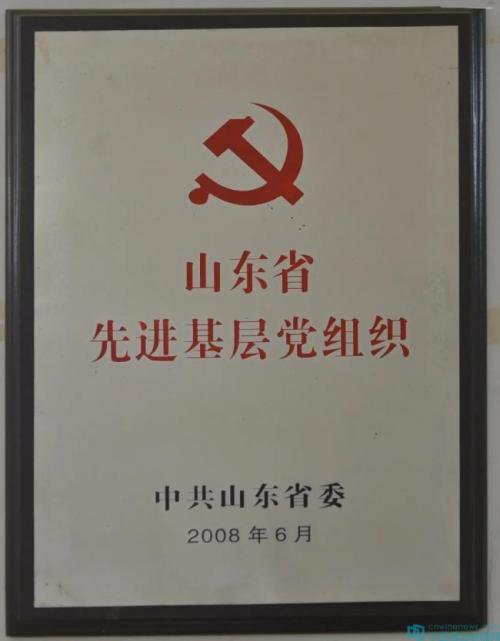 山东省
先进基层党组织
中共山东省委
2008年6月
cnwinenews